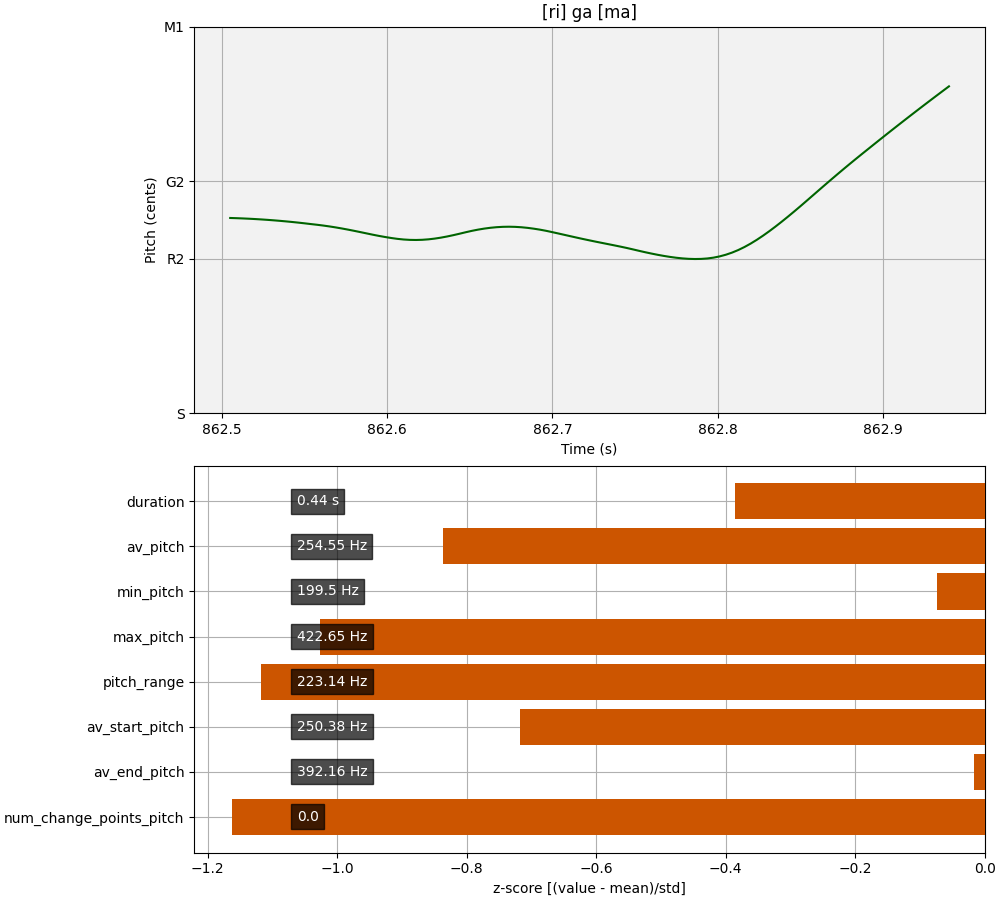 [ri] ga [ma]
M1
G2
R2
S
Pitch (cents)
862.5 862.6 862.7 862.8 862.9
Time (s)
duration 0.44 s
av_pitch 254.55 Hz
min_pitch 199.5 Hz
max_pitch 422.65 Hz
pitch_range 223.14 Hz
av_start_pitch 250.38 Hz
av_end_pitch 392.16 Hz
num_change_points_pitch 0.0
−1.2 −1.0 −0.8 −0.6 −0.4 −0.2 0.0
z-score [(value - mean)/std]